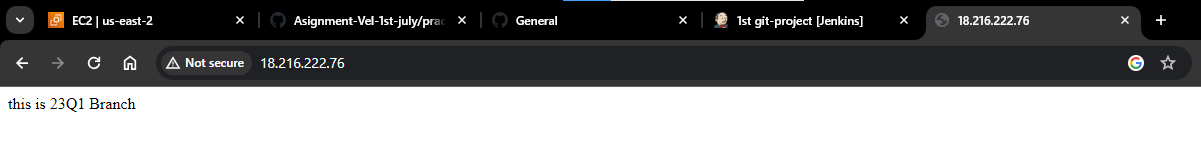 EC2 | us-east-2
Asignment-Vel-1st-july/prac
General
1st git-project [Jenkins]
18.216.222.76
Not secure
18.216.222.76
this is 23Q1 Branch